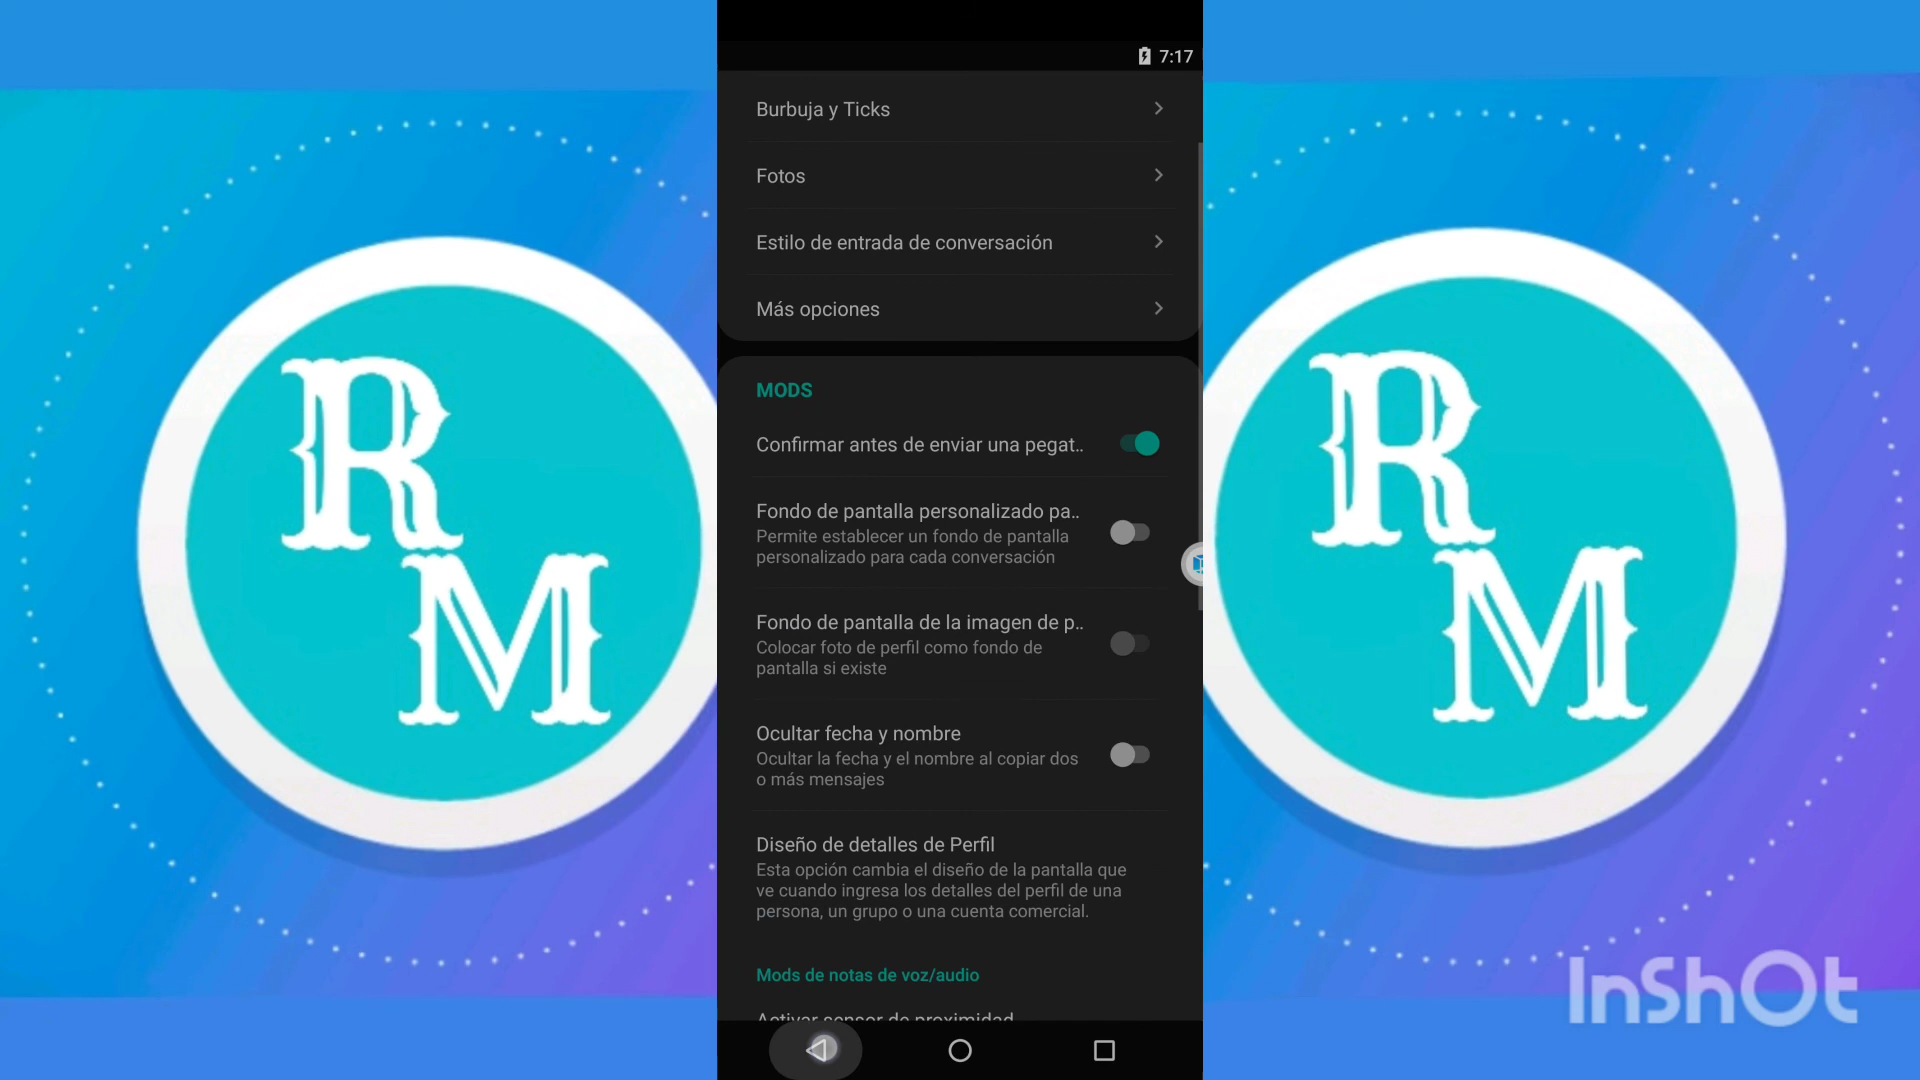 7:17
Burbuja y Ticks
Fotos
Estilo de entrada de conversación
Más opciones
MODS
Confirmar antes de enviar una pegat..
Fondo de pantalla personalizado pa..
Permite establecer un fondo de pantalla
personalizado para cada conversación
Fondo de pantalla de la imagen de p..
Colocar foto de perfil como fondo de
pantalla si existe
Ocultar fecha y nombre
Ocultar la fecha y el nombre al copiar dos
o más mensajes
Diseño de detalles de Perfil
Esta opción cambia el diseño de la pantalla que
ve cuando ingresa los detalles del perfil de una
persona, un grupo o una cuenta comercial.
Mods de notas de voz/audio
Activar sensor de proximidad
R
M
R
M
InShOt